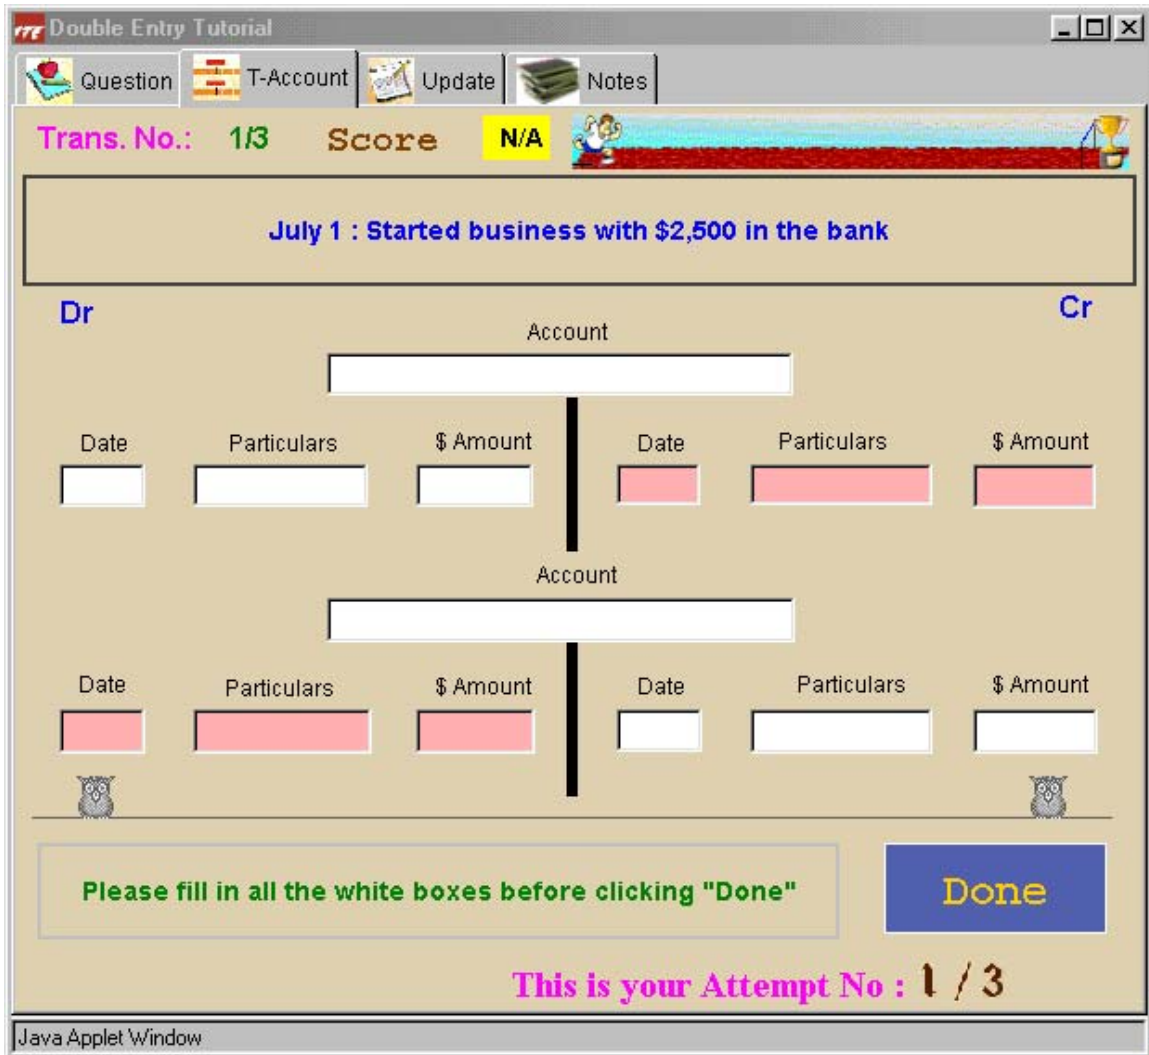 ITE Double Entry Tutorial
Question T-Account Update Notes
Trans. No.: 1/3 Score N/A
July 1 : Started business with $2,500 in the bank
Dr Cr
Account
Date Particulars $ Amount Date Particulars $ Amount
Account
Date Particulars $ Amount Date Particulars $ Amount
Please fill in all the white boxes before clicking "Done" Done
This is your Attempt No : 1 / 3
Java Applet Window